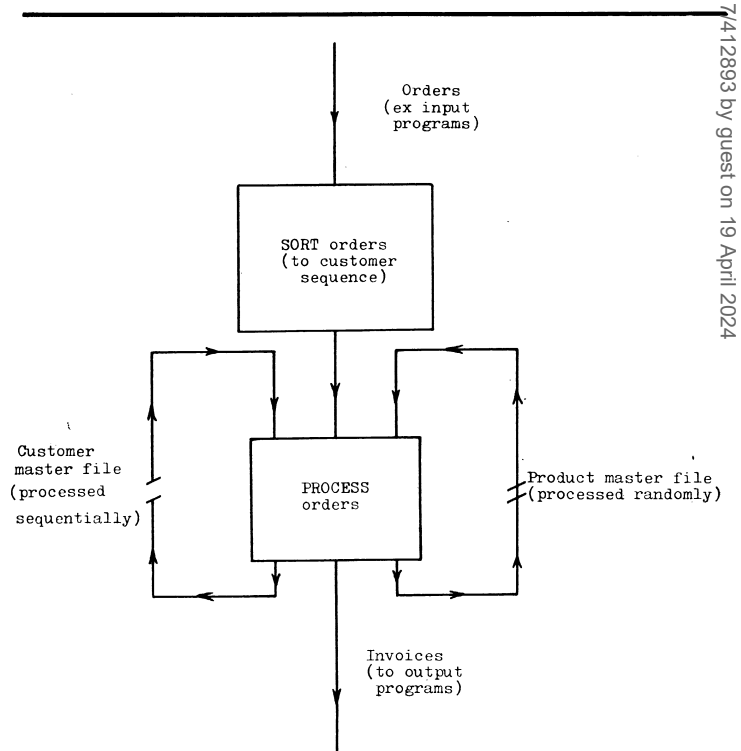 7/412893 by guest on 19 April 2024
Orders
(ex input
programs)
SORT orders
(to customer
sequence)
Customer
master file
(processed
sequentially)
PROCESS
orders
Product master file
(processed randomly)
Invoices
(to output
programs)